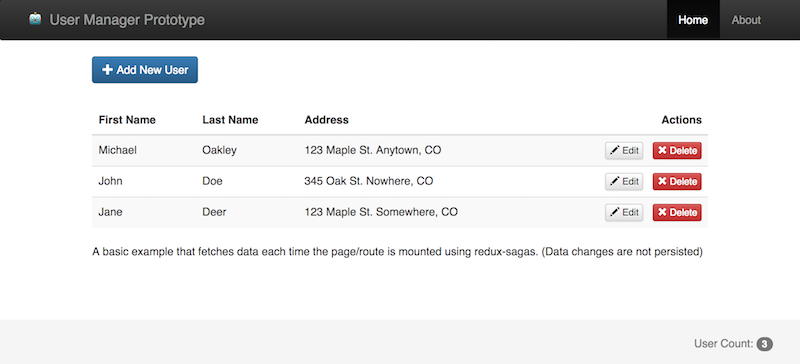 User Manager Prototype Home About
Add New User
First Name Last Name Address Actions
Michael Oakley 123 Maple St. Anytown, CO Edit Delete
John Doe 345 Oak St. Nowhere, CO Edit Delete
Jane Deer 123 Maple St. Somewhere, CO Edit Delete
A basic example that fetches data each time the page/route is mounted using redux-sagas. (Data changes are not persisted)
User Count: 3